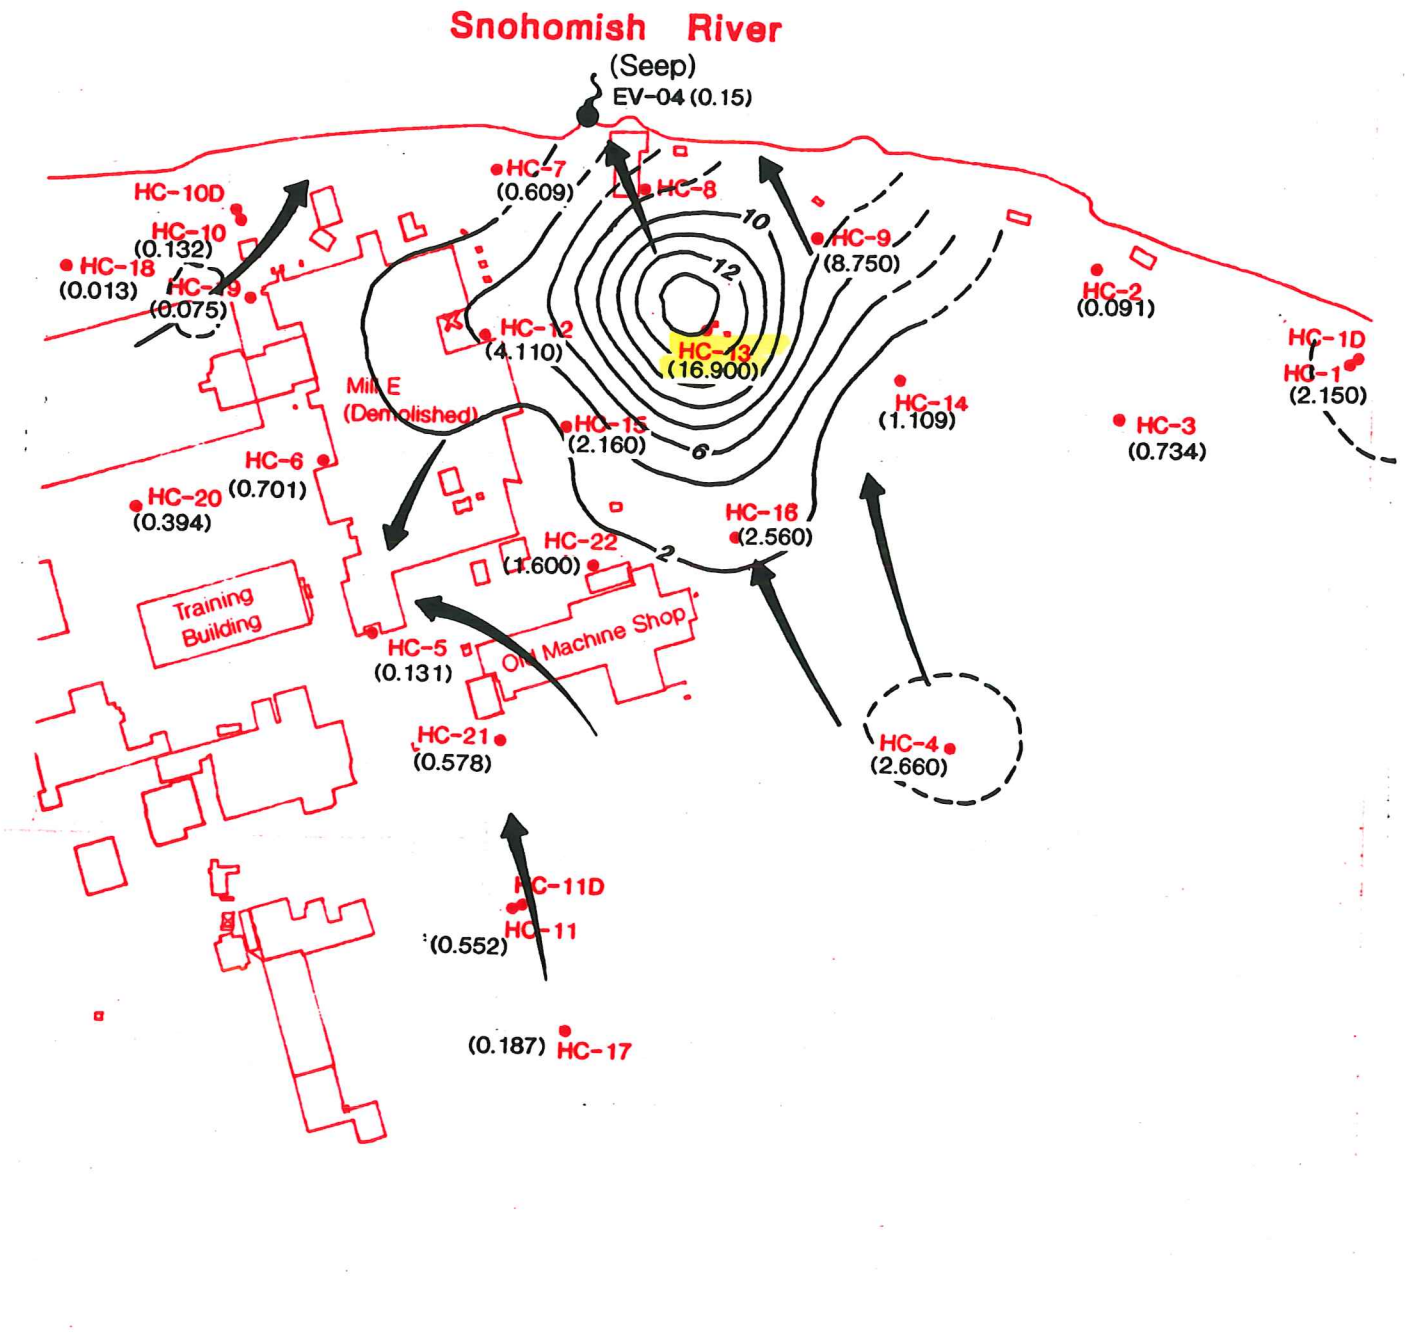 Snohomish River
(Seep)
EV-04 (0.15)
HC-7
(0.609)
HC-8
HC-10D
HC-10
(0.132)
10
HC-9
(8.750)
HC-18
(0.013)
HC-19
(0.075)
12
HC-2
(0.091)
HC-12
(4.110)
HC-13
(16.900)
HC-1D
HC-1
(2.150)
Mill E
(Demolished)
HC-14
(1.109)
HC-15
(2.160)
6
HC-3
(0.734)
HC-6
(0.701)
HC-20
(0.394)
HC-16
(2.560)
HC-22
(1.600)
2
Training
Building
Old Machine Shop
HC-5
(0.131)
HC-21
(0.578)
HC-4
(2.660)
HC-11D
HC-11
(0.552)
(0.187) HC-17